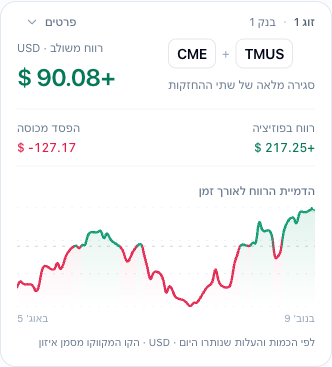 זוג 1 · בנק 1
פרטים
TMUS + CME
סגירה מלאה של שתי ההחזקות
רווח משולב · USD
$ 90.08+
רווח בפוזיציה
$ 217.25+
הפסד מכוסה
$ -127.17
הדמיית הרווח לאורך זמן
5 באוג׳
9 בנוב׳
לפי הכמות והעלות שנותרו היום · USD · הקו המקווקו מסמן איזון